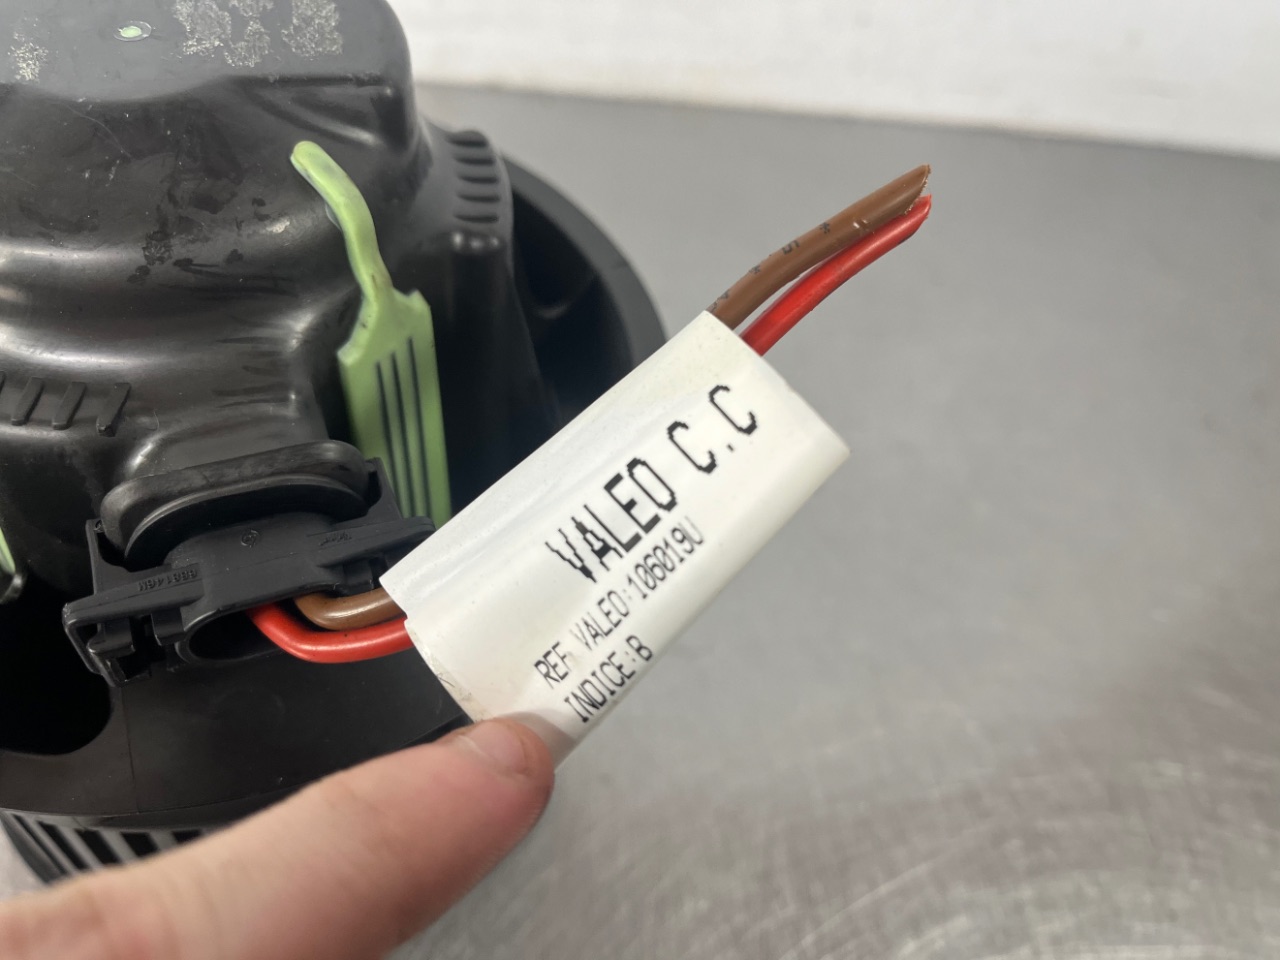 VALEO C.C
REF VALEO:106019U
INDICE:B